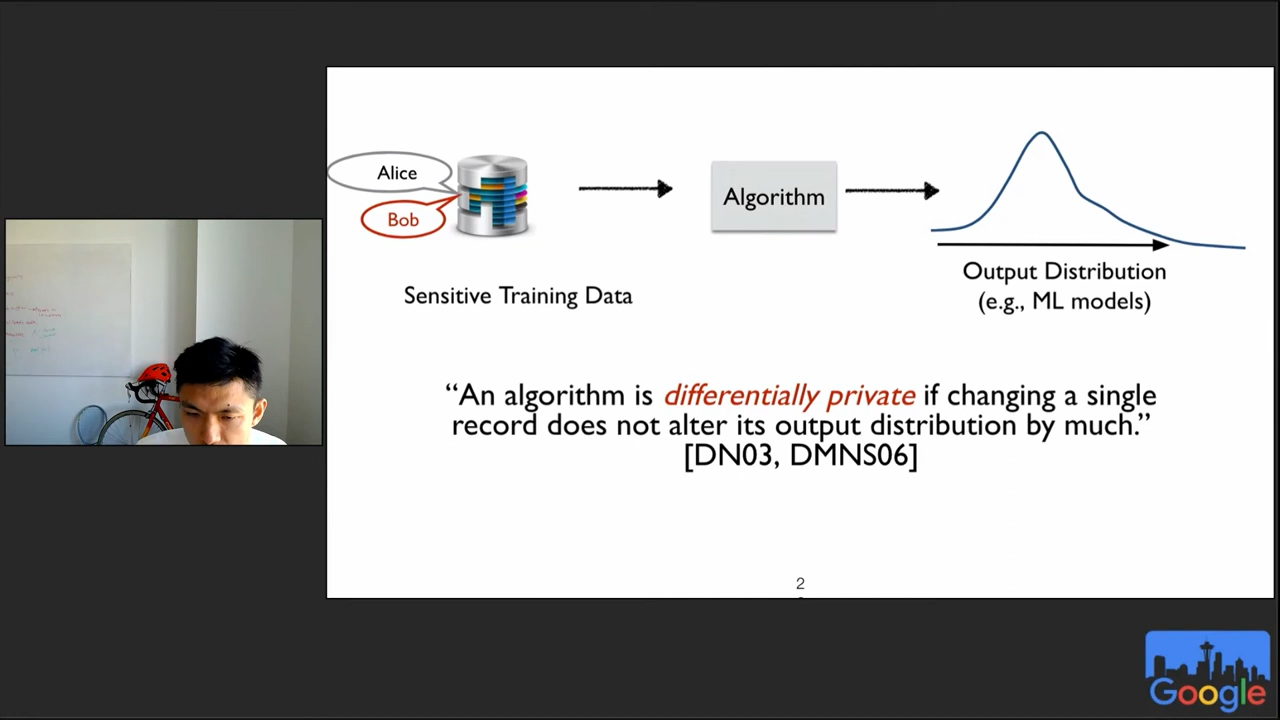 Alice
Bob
Algorithm
Sensitive Training Data
Output Distribution
(e.g., ML models)
“An algorithm is differentially private if changing a single
record does not alter its output distribution by much.”
[DN03, DMNS06]
2
Google